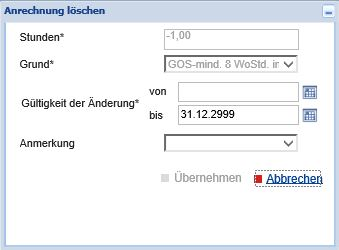 Anrechnung löschen
Stunden* -1,00
Grund* GOS-mind. 8 WoStd. in
Gültigkeit der Änderung* von
bis 31.12.2999
Anmerkung
Übernehmen Abbrechen